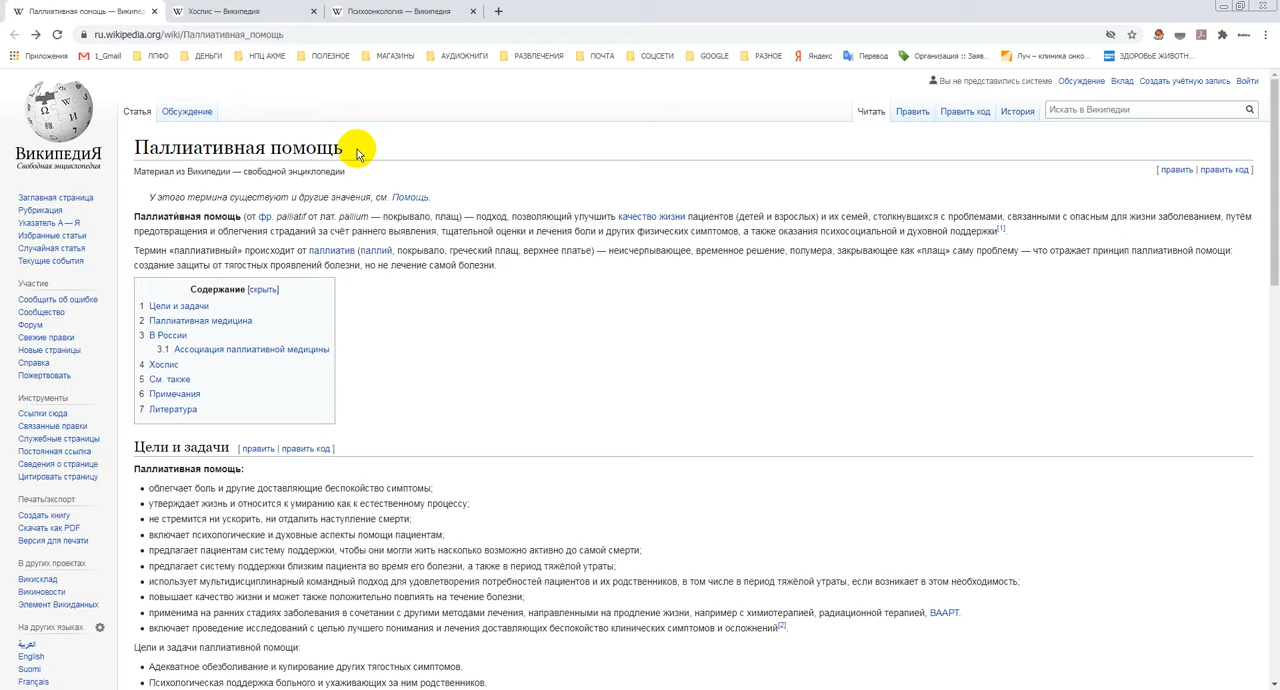 Паллиативная помощь — Википед
Хоспис — Википедия
Психоонкология — Википедия
ru.wikipedia.org/wiki/Паллиативная_помощь
Приложения 1_Gmail ЛПФО ДЕНЬГИ НПЦ АКМЕ ПОЛЕЗНОЕ МАГАЗИНЫ АУДИОКНИГИ РАЗВЛЕЧЕНИЯ ПОЧТА СОЦСЕТИ GOOGLE РАЗНОЕ Яндекс Перевод Организация :: Заяв... Луч – клиника онко... ЗДОРОВЬЕ ЖИВОТН...
Вы не представились системе Обсуждение Вклад Создать учётную запись Войти
Статья Обсуждение Читать Править Править код История Искать в Википедии
ВИКИПЕДИЯ
Свободная энциклопедия
Заглавная страница
Рубрикация
Указатель А — Я
Избранные статьи
Случайная статья
Текущие события
Участие
Сообщить об ошибке
Сообщество
Форум
Свежие правки
Новые страницы
Справка
Пожертвовать
Инструменты
Ссылки сюда
Связанные правки
Служебные страницы
Постоянная ссылка
Сведения о странице
Цитировать страницу
Печать/экспорт
Создать книгу
Скачать как PDF
Версия для печати
В других проектах
Викисклад
Викиновости
Элемент Викиданных
На других языках
العربية
English
Suomi
Français
Паллиативная помощь
Материал из Википедии — свободной энциклопедии
[ править | править код ]
У этого термина существуют и другие значения, см. Помощь.
Паллиати́вная помощь (от фр. palliatif от лат. pallium — покрывало, плащ) — подход, позволяющий улучшить качество жизни пациентов (детей и взрослых) и их семей, столкнувшихся с проблемами, связанными с опасным для жизни заболеванием, путём
предотвращения и облегчения страданий за счёт раннего выявления, тщательной оценки и лечения боли и других физических симптомов, а также оказания психосоциальной и духовной поддержки[1].
Термин «паллиативный» происходит от паллиатив (паллий, покрывало, греческий плащ, верхнее платье) — неисчерпывающее, временное решение, полумера, закрывающее как «плащ» саму проблему — что отражает принцип паллиативной помощи:
создание защиты от тягостных проявлений болезни, но не лечение самой болезни.
Содержание [скрыть]
1 Цели и задачи
2 Паллиативная медицина
3 В России
3.1 Ассоциация паллиативной медицины
4 Хоспис
5 См. также
6 Примечания
7 Литература
Цели и задачи [ править | править код ]
Паллиативная помощь:
• облегчает боль и другие доставляющие беспокойство симптомы;
• утверждает жизнь и относится к умиранию как к естественному процессу;
• не стремится ни ускорить, ни отдалить наступление смерти;
• включает психологические и духовные аспекты помощи пациентам;
• предлагает пациентам систему поддержки, чтобы они могли жить насколько возможно активно до самой смерти;
• предлагает систему поддержки близким пациента во время его болезни, а также в период тяжёлой утраты;
• использует мультидисциплинарный командный подход для удовлетворения потребностей пациентов и их родственников, в том числе в период тяжёлой утраты, если возникает в этом необходимость;
• повышает качество жизни и может также положительно повлиять на течение болезни;
• применима на ранних стадиях заболевания в сочетании с другими методами лечения, направленными на продление жизни, например с химиотерапией, радиационной терапией, ВААРТ.
• включает проведение исследований с целью лучшего понимания и лечения доставляющих беспокойство клинических симптомов и осложнений[2].
Цели и задачи паллиативной помощи:
• Адекватное обезболивание и купирование других тягостных симптомов.
• Психологическая поддержка больного и ухаживающих за ним родственников.